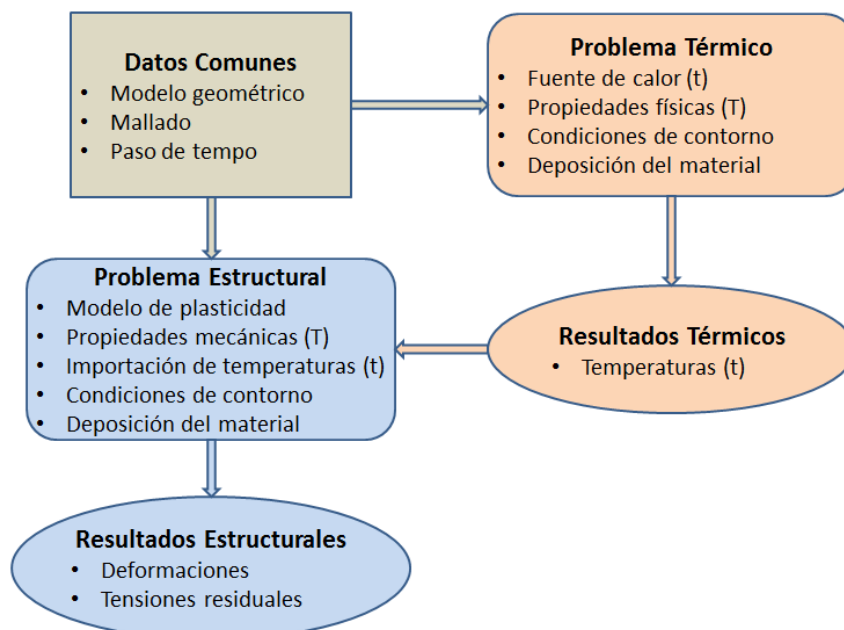 Datos Comunes
• Modelo geométrico
• Mallado
• Paso de tempo
Problema Térmico
• Fuente de calor (t)
• Propiedades físicas (T)
• Condiciones de contorno
• Deposición del material
Problema Estructural
• Modelo de plasticidad
• Propiedades mecánicas (T)
• Importación de temperaturas (t)
• Condiciones de contorno
• Deposición del material
Resultados Térmicos
• Temperaturas (t)
Resultados Estructurales
• Deformaciones
• Tensiones residuales